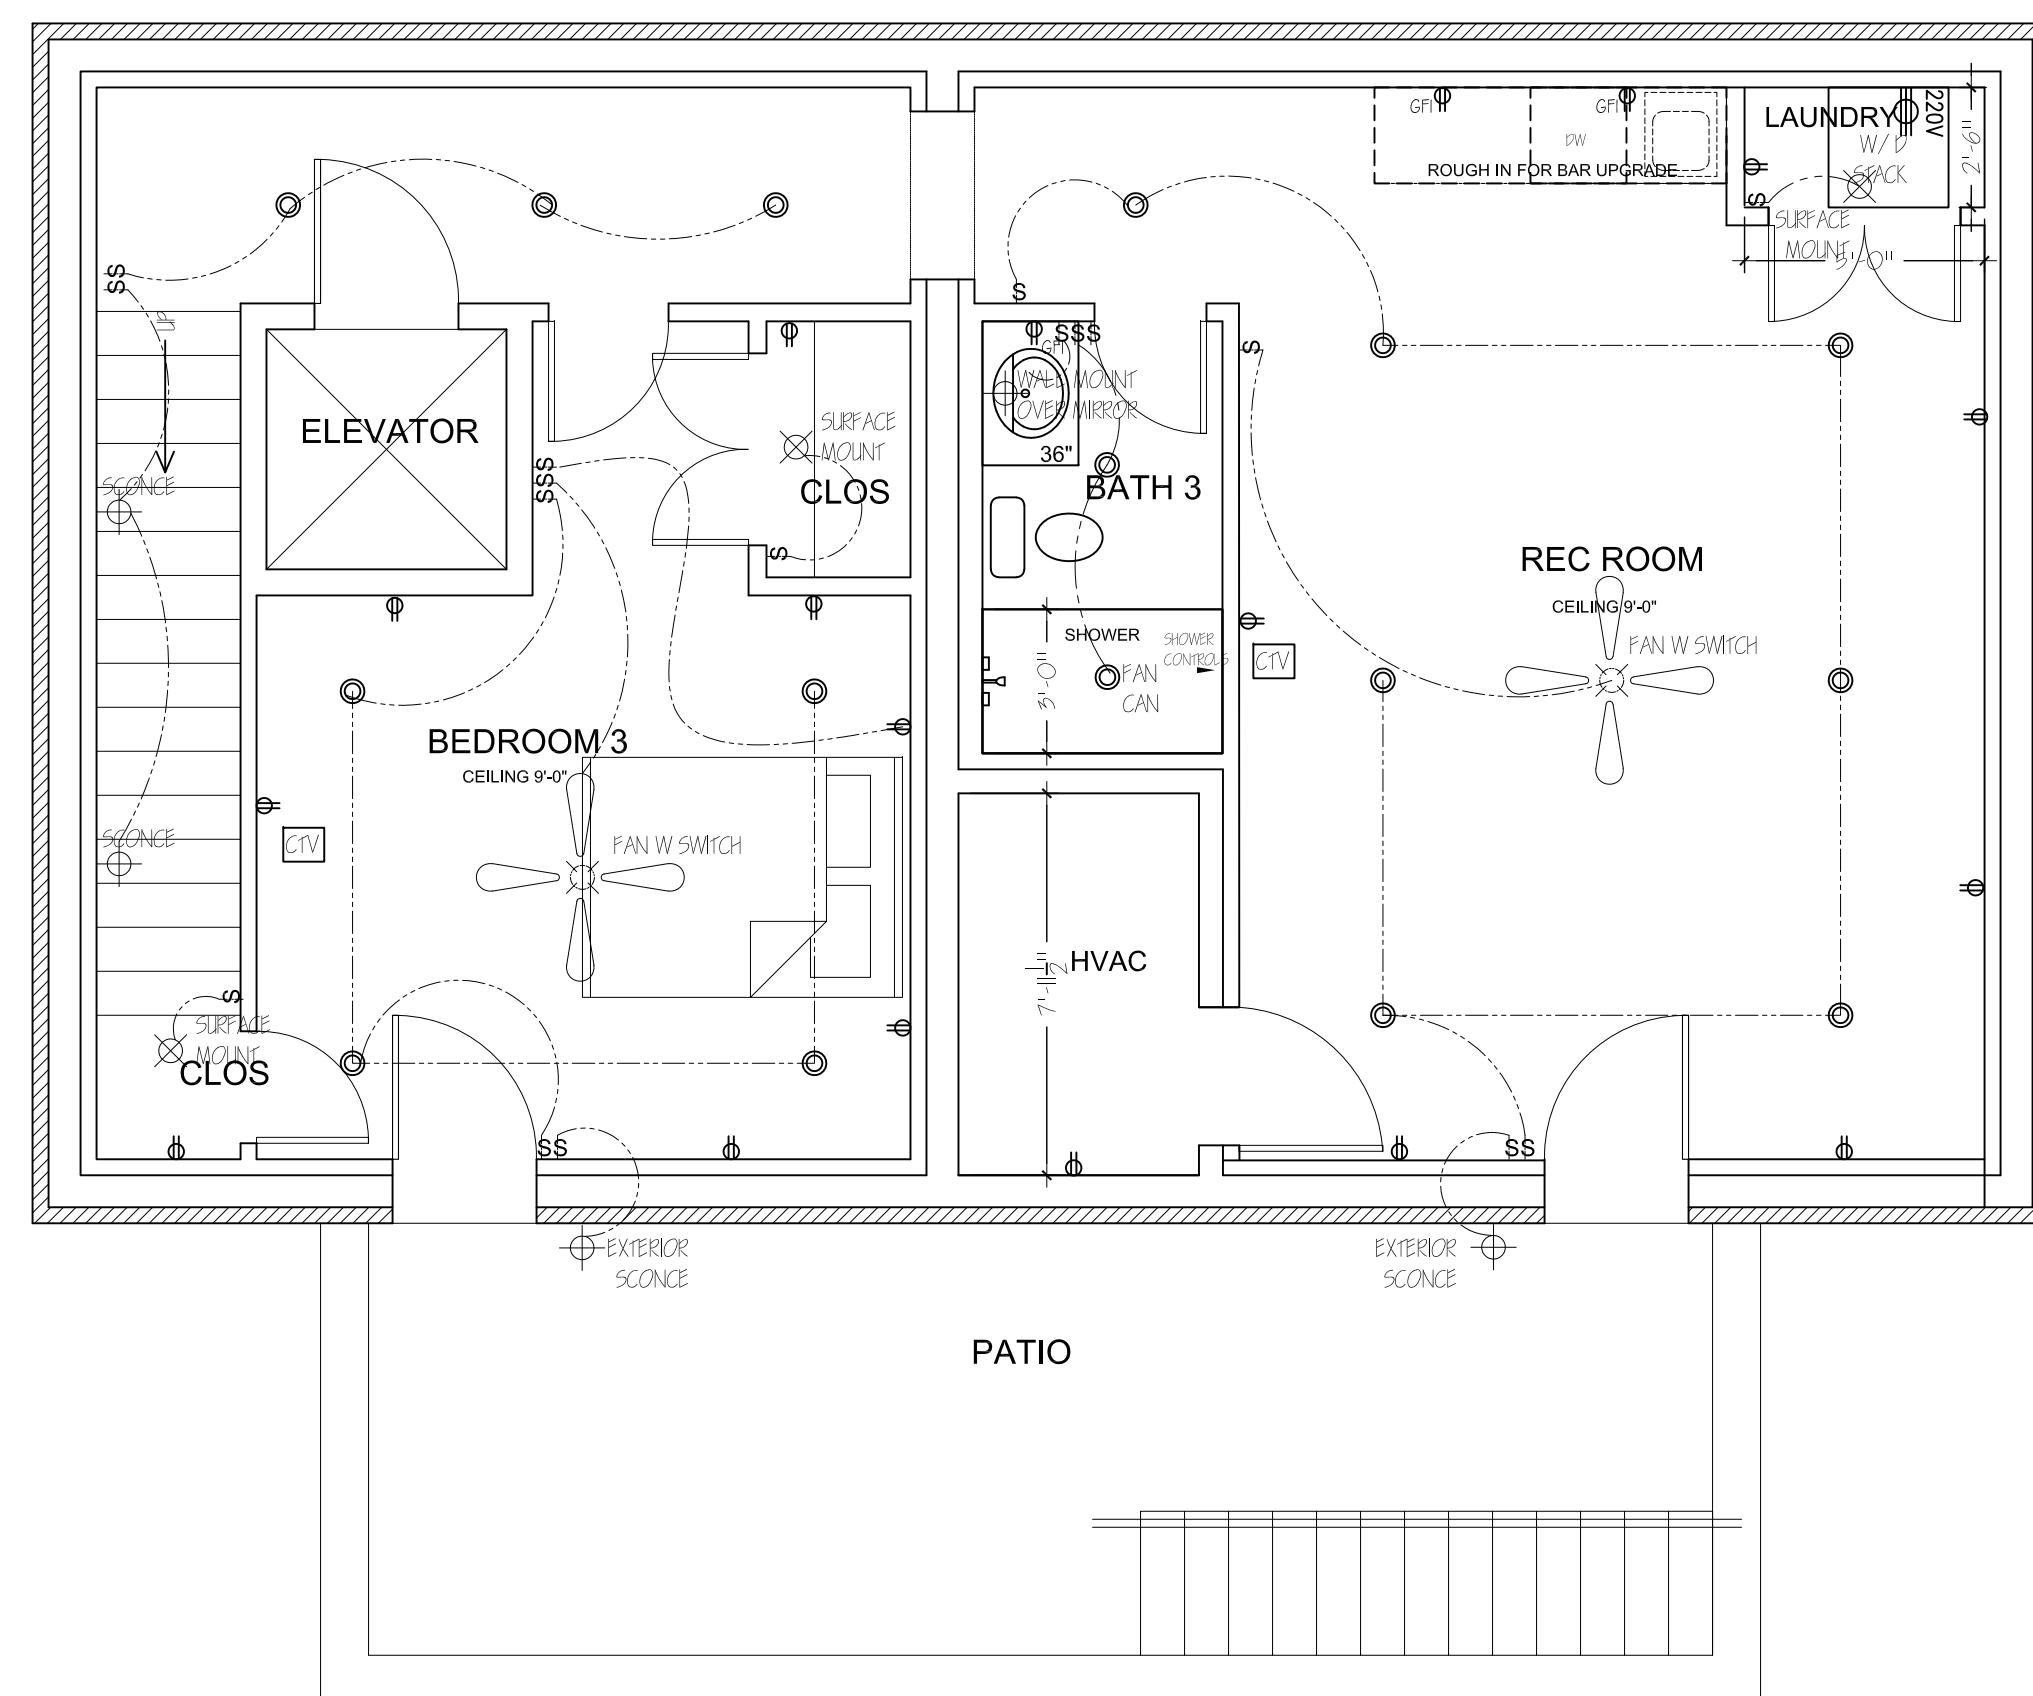 GFI
GFI
DW
ROUGH IN FOR BAR UPGRADE
LAUNDRY
220V
W/D
STACK
2'-6"
S
SURFACE
MOUNT
5'-0"
SS
UP
S
SSS
GFI
WALL MOUNT
OVER MIRROR
36"
S
ELEVATOR
SCONCE
SSS
SURFACE
MOUNT
CLOS
S
BATH 3
REC ROOM
CEILING 9'-0"
FAN W SWITCH
SHOWER
SHOWER
CONTROLS
CTV
FAN
CAN
3'-0"
BEDROOM 3
CEILING 9'-0"
SCONCE
CTV
FAN W SWITCH
HVAC
7'-11 1/2"
S
SURFACE
MOUNT
CLOS
SS
SS
EXTERIOR
SCONCE
EXTERIOR
SCONCE
PATIO